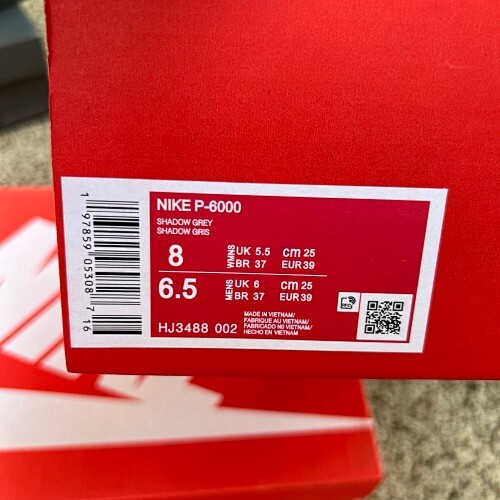 NIKE P-6000
SHADOW GREY
SHADOW GRIS
8 WMNS UK 5.5 cm 25
BR 37 EUR 39
6.5 MENS UK 6 cm 25
BR 37 EUR 39
HJ3488 002
MADE IN VIETNAM/
FABRIQUE AU VIETNAM/
FABRICADO NO VIETNAM/
HECHO EN VIETNAM
1 97859 05308 7 16
NIKE